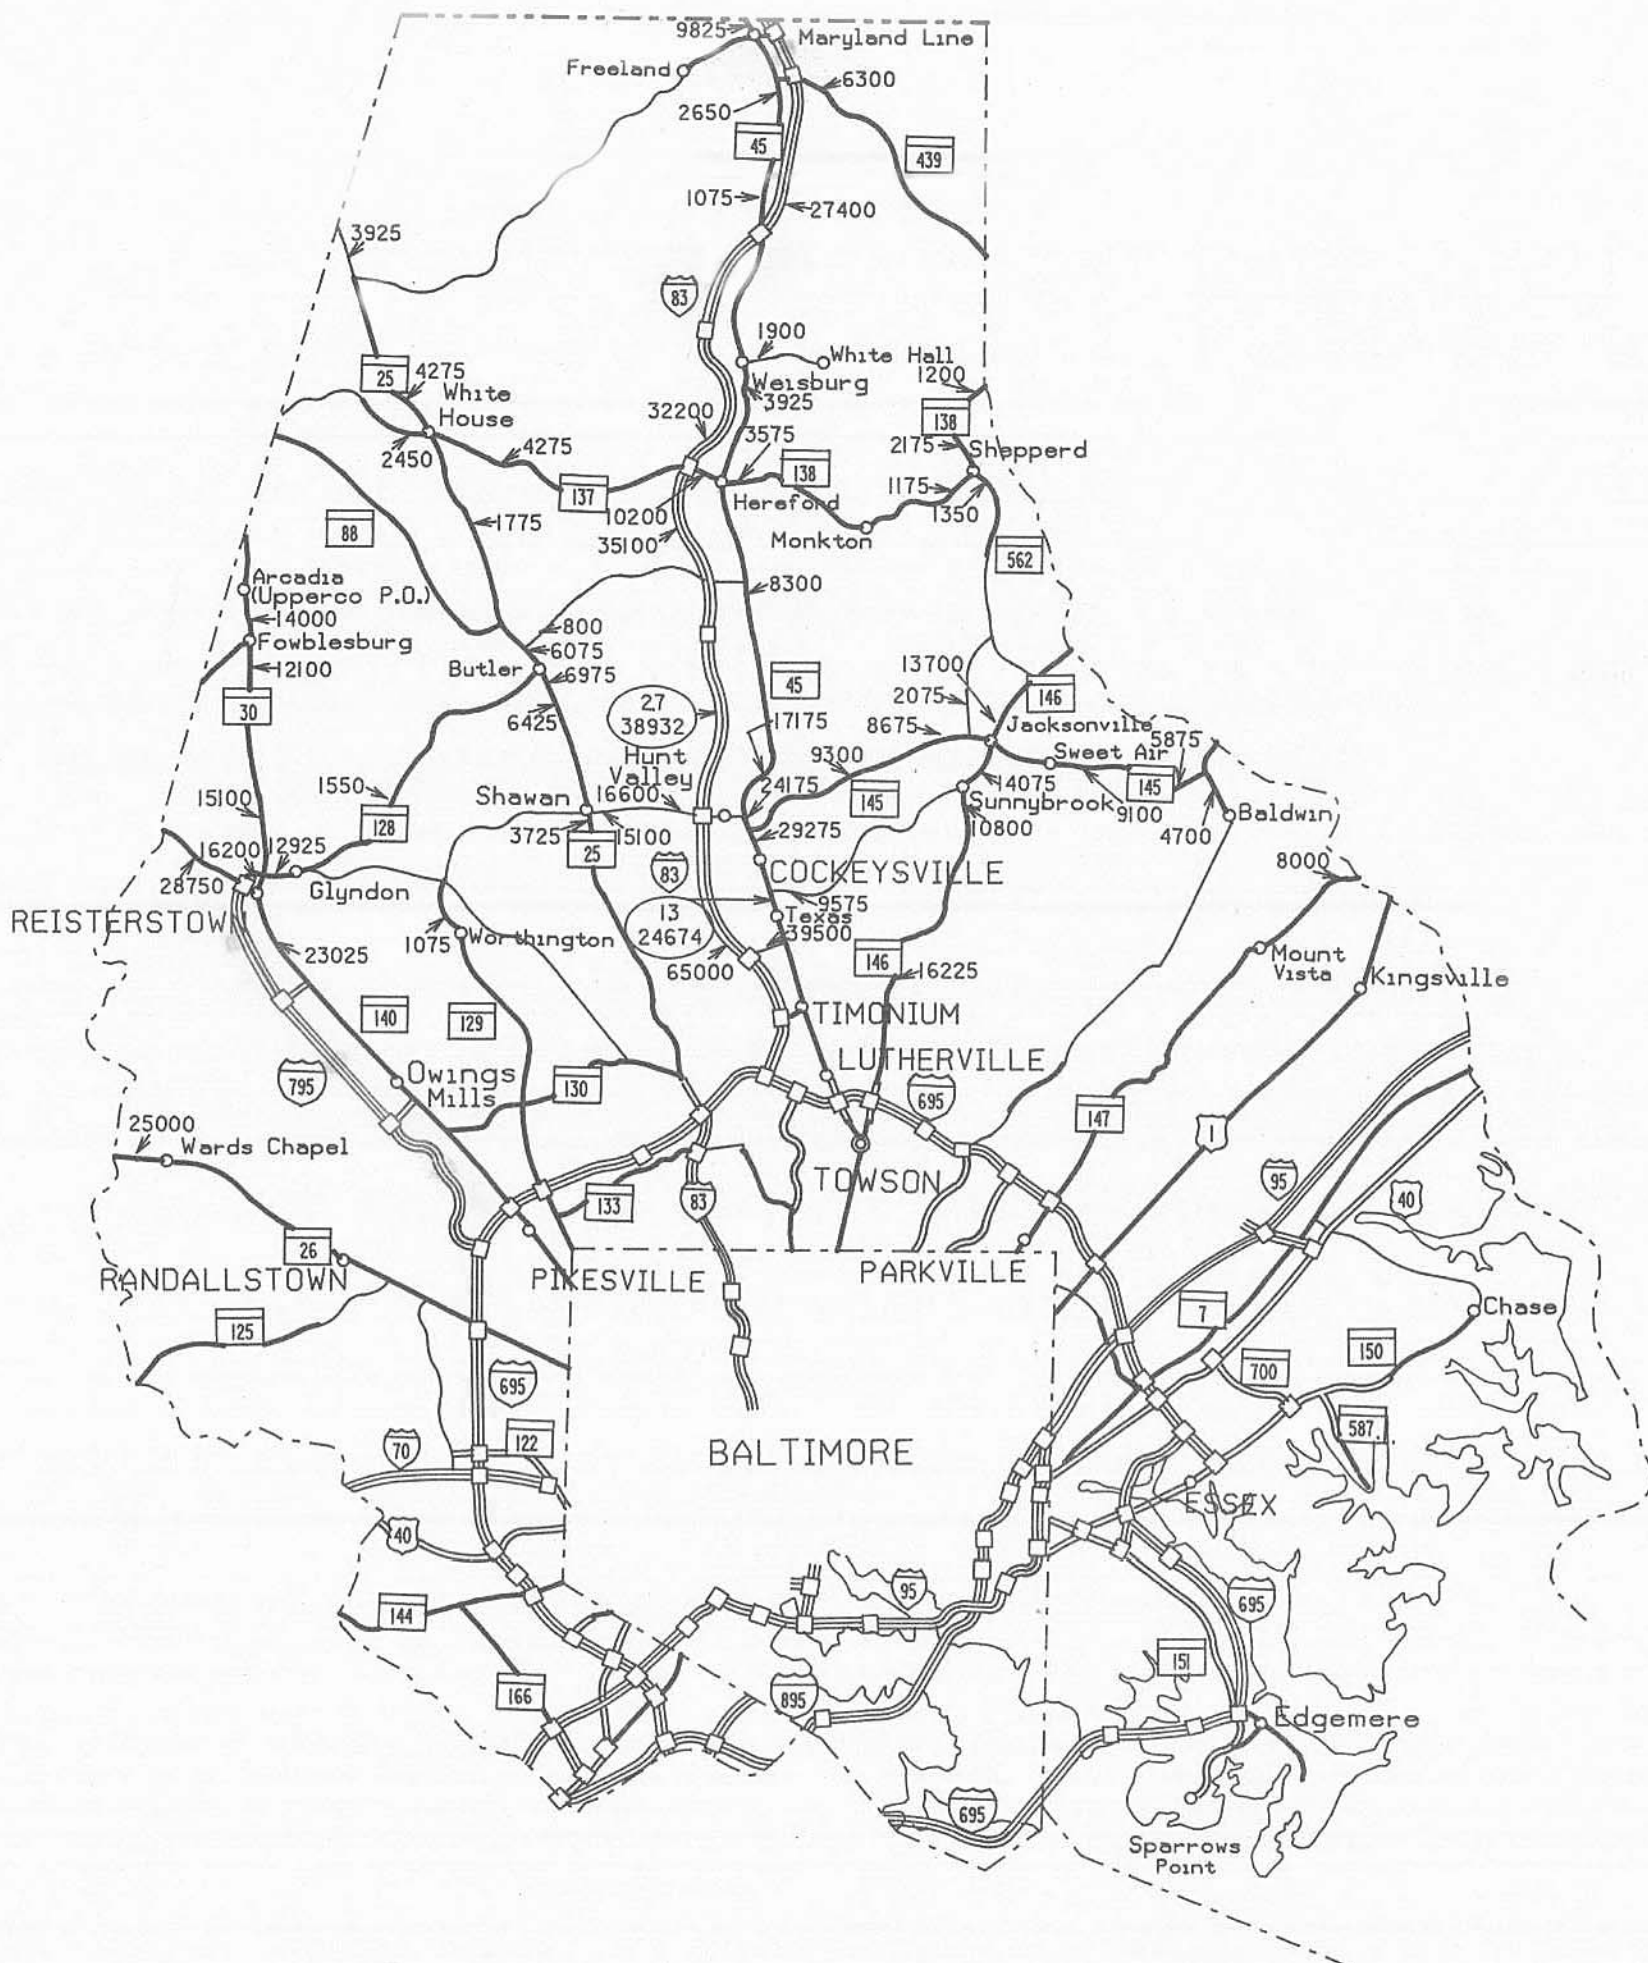 9825
Maryland Line
Freeland
6300
2650
45
439
1075
27400
3925
83
1900
White Hall
25
4275
White
House
Weisburg
1200
3925
32200
138
2450
4275
3575
2175
Shepperd
138
137
1175
10200
Hereford
1350
88
1775
35100
Monkton
562
Arcadia
(Upperco P.O.)
8300
14000
800
Fowblesburg
6075
12100
Butler
6975
13700
45
146
30
6425
27
38932
2075
17175
8675
Jacksonville
5875
Hunt
Valley
9300
Sweet Air
1550
Shawan
16600
24175
14075
145
15100
145
Sunnybrook
9100
Baldwin
128
3725
15100
29275
10800
4700
16200
12925
25
83
COCKEYSVILLE
8000
28750
Glyndon
9575
REISTERSTOW
13
24674
Texas
1075
Worthington
39500
23025
65000
146
16225
Mount
Vista
Kingsville
140
129
TIMONIUM
LUTHERVILLE
795
Owings
Mills
130
695
147
25000
1
Wards Chapel
TOWSON
95
133
83
40
26
RANDALLSTOWN
PIKESVILLE
PARKVILLE
Chase
125
7
150
700
695
587
122
70
BALTIMORE
ESSEX
40
95
695
144
151
166
895
Edgemere
695
Sparrows
Point